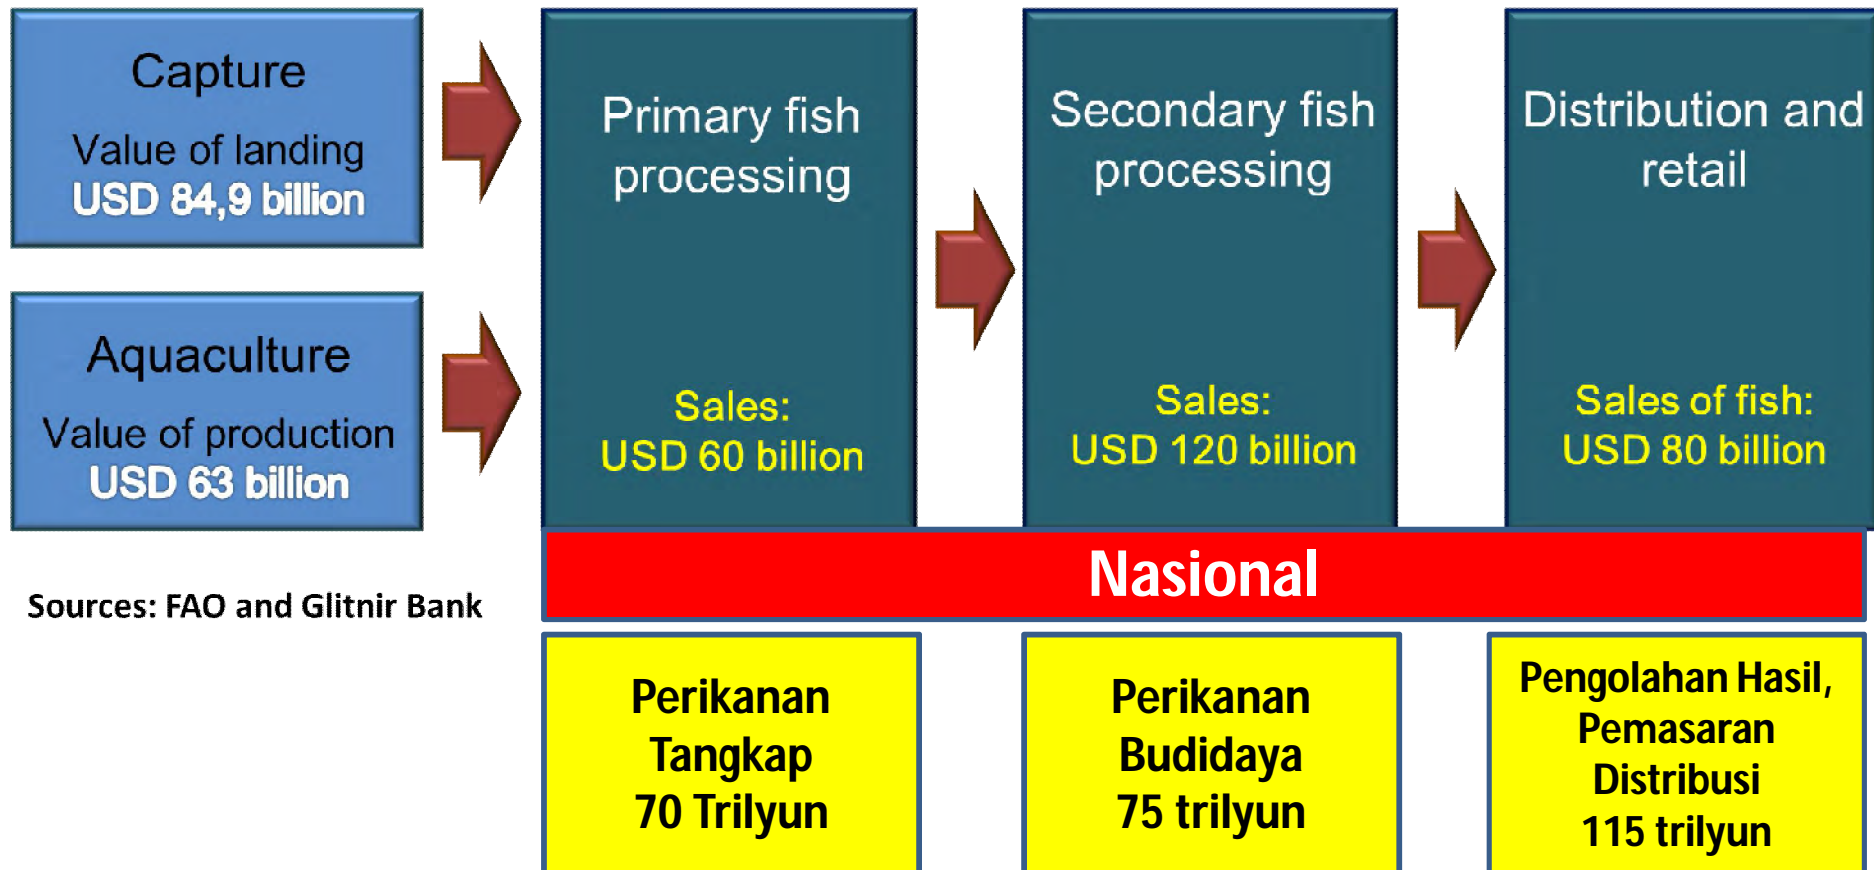 Capture
Value of landing
USD 84,9 billion
Aquaculture
Value of production
USD 63 billion
Sources: FAO and Glitnir Bank
Primary fish
processing
Sales:
USD 60 billion
Secondary fish
processing
Sales:
USD 120 billion
Distribution and
retail
Sales of fish:
USD 80 billion
Nasional
Perikanan
Tangkap
70 Trilyun
Perikanan
Budidaya
75 trilyun
Pengolahan Hasil,
Pemasaran
Distribusi
115 trilyun